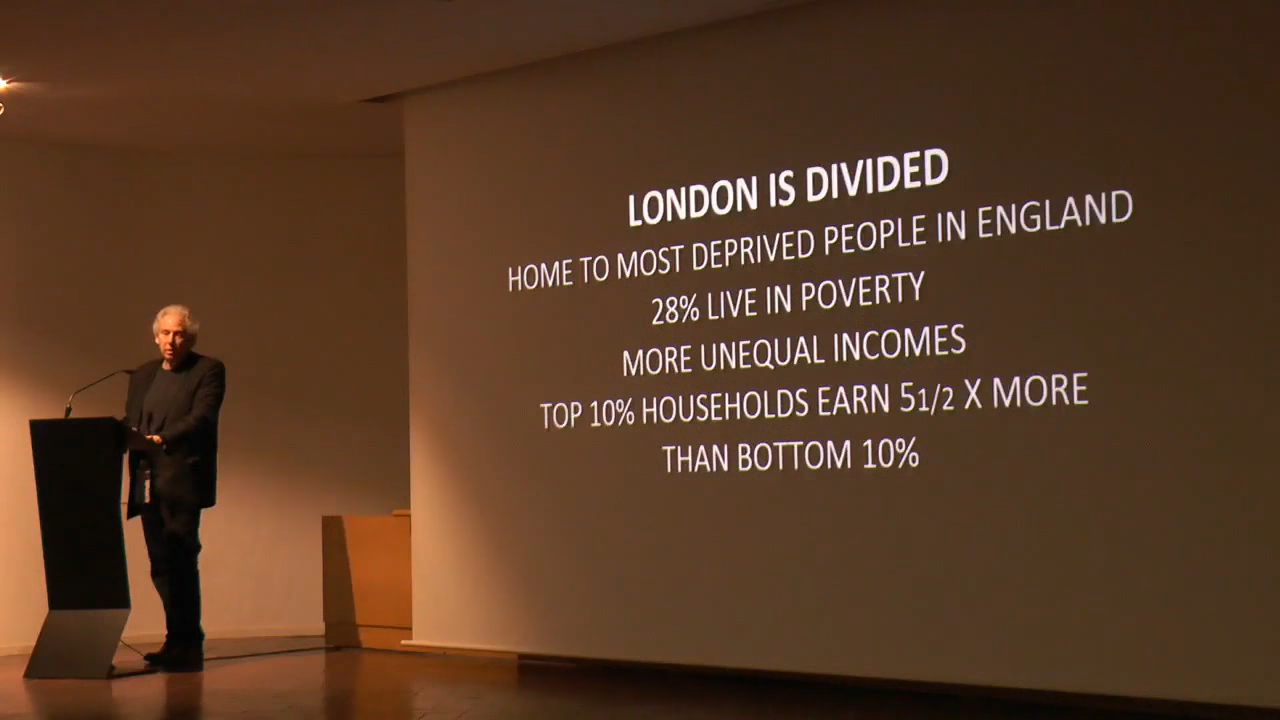 LONDON IS DIVIDED
HOME TO MOST DEPRIVED PEOPLE IN ENGLAND
28% LIVE IN POVERTY
MORE UNEQUAL INCOMES
TOP 10% HOUSEHOLDS EARN 51/2 X MORE
THAN BOTTOM 10%